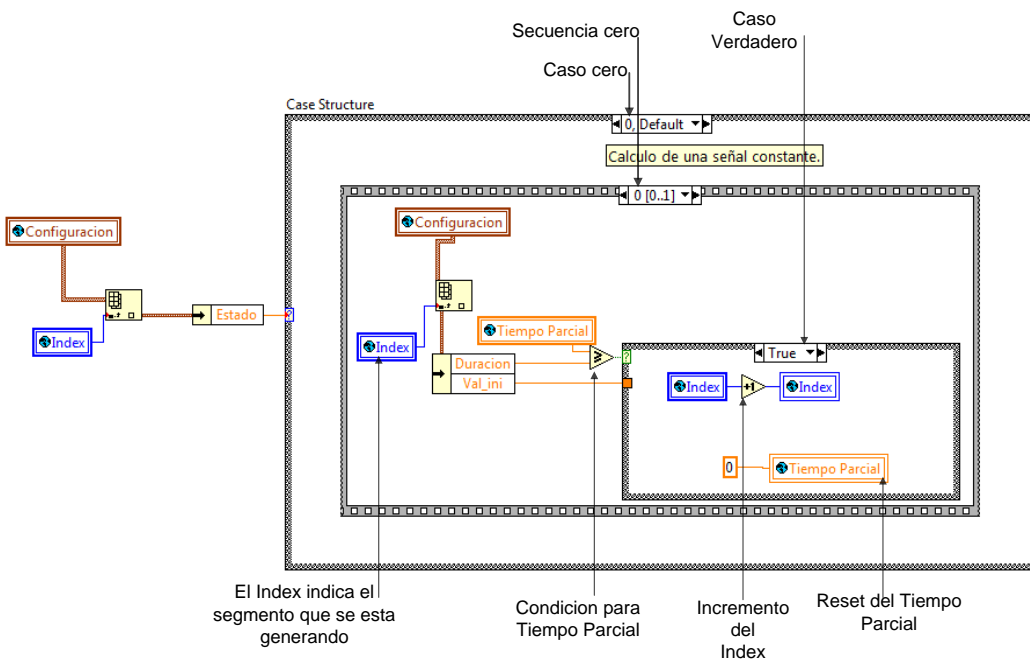 Caso
Verdadero
Secuencia cero
Caso cero
Case Structure
0, Default
Calculo de una señal constante.
0 [0..1]
Configuracion
Configuracion
Index
Estado
Index
Tiempo Parcial
Duracion
Val_ini
?
?
True
Index
+1
Index
0
Tiempo Parcial
El Index indica el
segmento que se esta
generando
Condicion para
Tiempo Parcial
Incremento
del
Index
Reset del Tiempo
Parcial